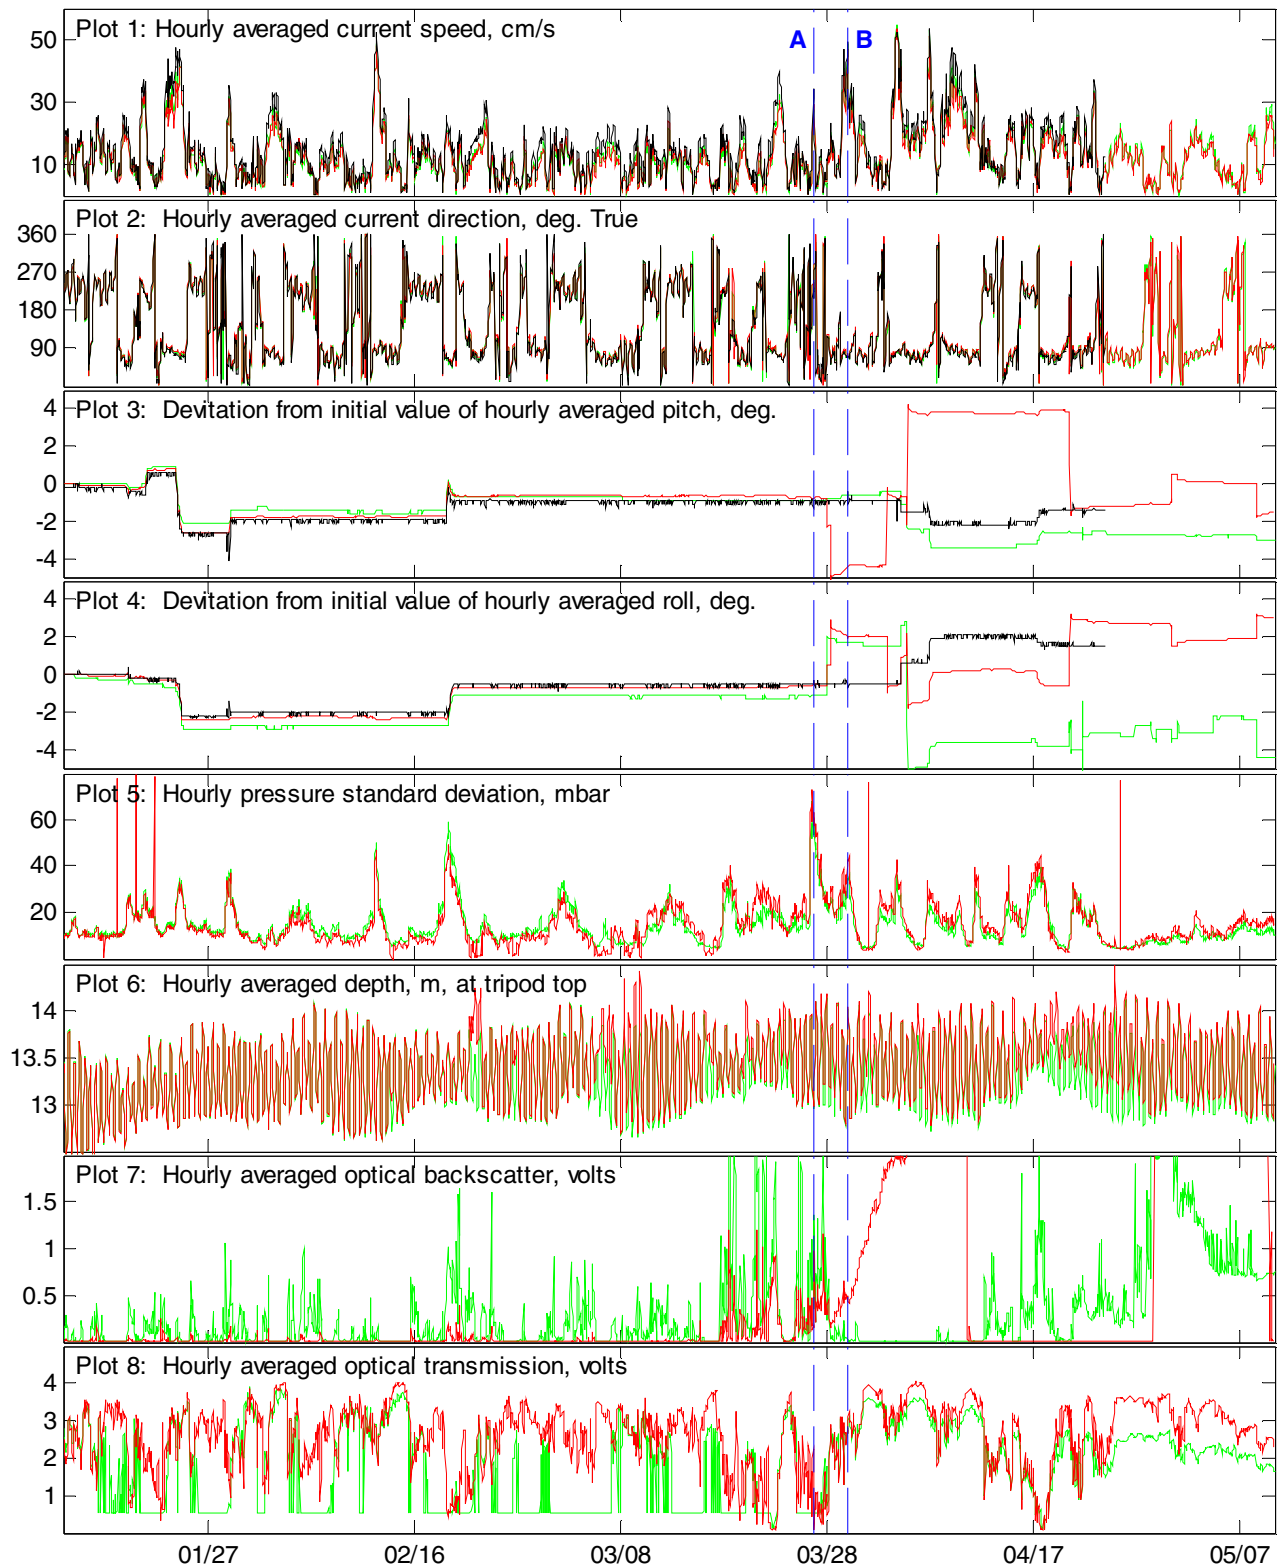 Plot 1: Hourly averaged current speed, cm/s
A
B
50
30
10
Plot 2: Hourly averaged current direction, deg. True
360
270
180
90
Plot 3: Devitation from initial value of hourly averaged pitch, deg.
4
2
0
-2
-4
Plot 4: Devitation from initial value of hourly averaged roll, deg.
4
2
0
-2
-4
Plot 5: Hourly pressure standard deviation, mbar
60
40
20
Plot 6: Hourly averaged depth, m, at tripod top
14
13.5
13
Plot 7: Hourly averaged optical backscatter, volts
1.5
1
0.5
Plot 8: Hourly averaged optical transmission, volts
4
3
2
1
01/27 02/16 03/08 03/28 04/17 05/07